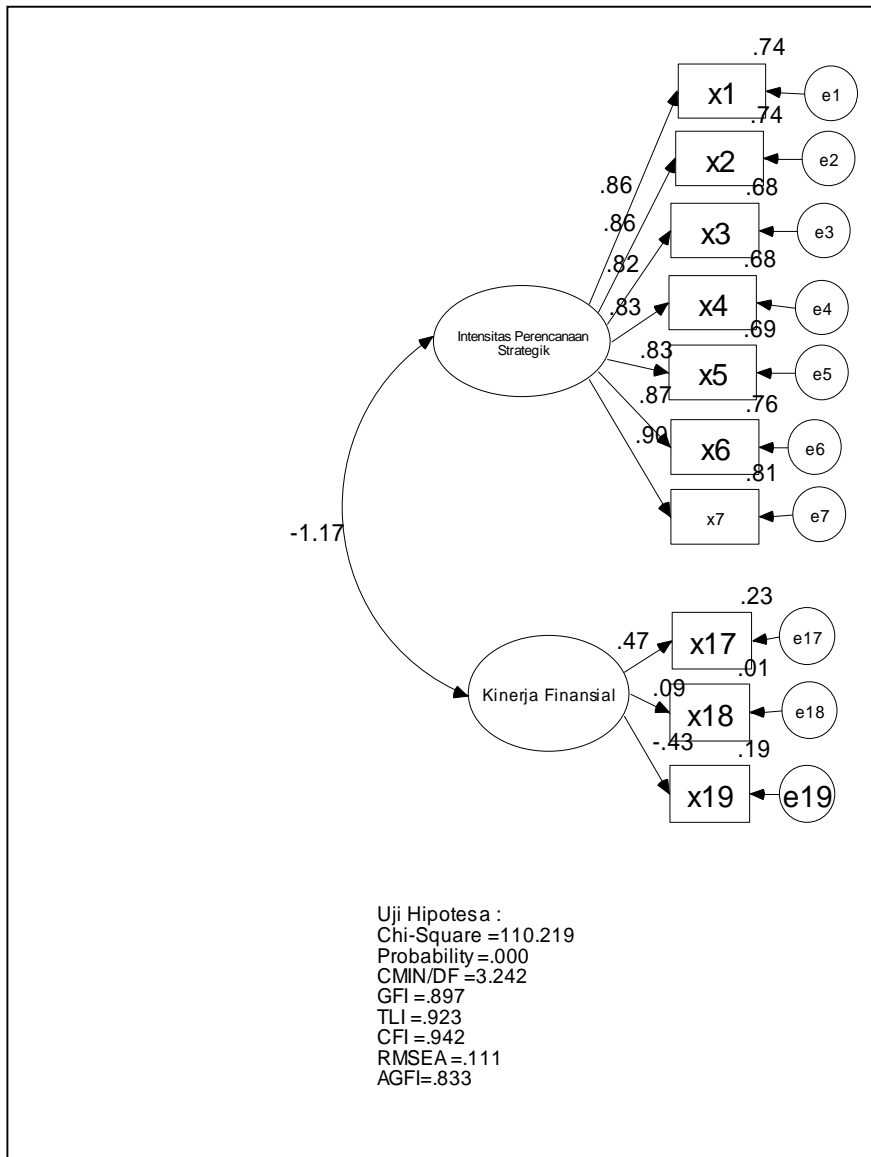 .74
x1
e1
.74
.86
x2
e2
.68
.86
x3
e3
.68
.82
x4
e4
.69
.83
Intensitas Perencanaan
Strategik
x5
e5
.76
.83
x6
e6
.81
.87
x7
e7
.90
-1.17
.23
.47
x17
e17
.01
Kinerja Finansial
.09
x18
e18
.19
-.43
x19
e19
Uji Hipotesa :
Chi-Square =110.219
Probability =.000
CMIN/DF =3.242
GFI =.897
TLI =.923
CFI =.942
RMSEA =.111
AGFI=.833